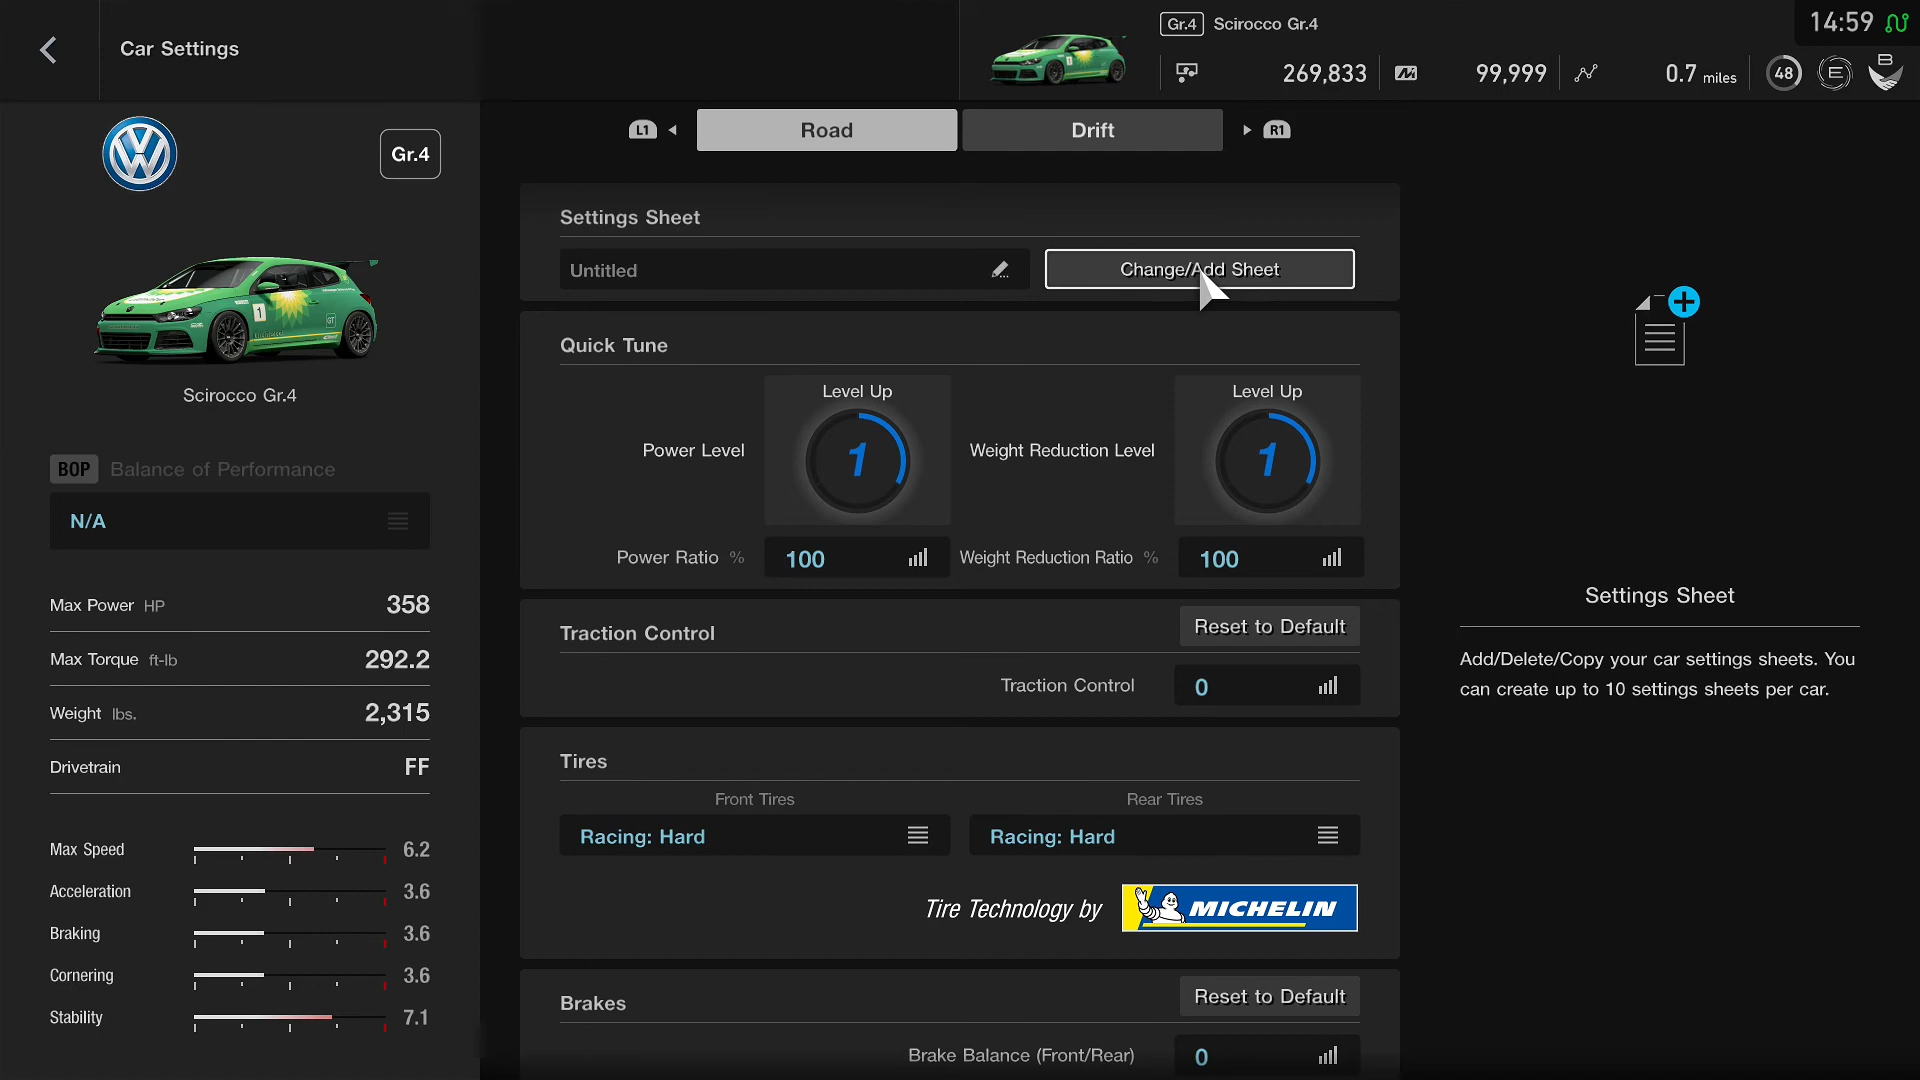 Car Settings
Gr.4 Scirocco Gr.4
269,833
99,999
0.7 miles
48
E
B
14:59
Gr.4
Scirocco Gr.4
BOP Balance of Performance
N/A
Max Power HP 358
Max Torque ft-lb 292.2
Weight lbs. 2,315
Drivetrain FF
Max Speed 6.2
Acceleration 3.6
Braking 3.6
Cornering 3.6
Stability 7.1
L1 Road Drift R1
Settings Sheet
Untitled
Change/Add Sheet
Quick Tune
Level Up Level Up
Power Level 1 Weight Reduction Level 1
Power Ratio % 100 Weight Reduction Ratio % 100
Traction Control Reset to Default
Traction Control 0
Tires
Front Tires Rear Tires
Racing: Hard Racing: Hard
Tire Technology by MICHELIN
Brakes Reset to Default
Brake Balance (Front/Rear) 0
Settings Sheet
Add/Delete/Copy your car settings sheets. You
can create up to 10 settings sheets per car.